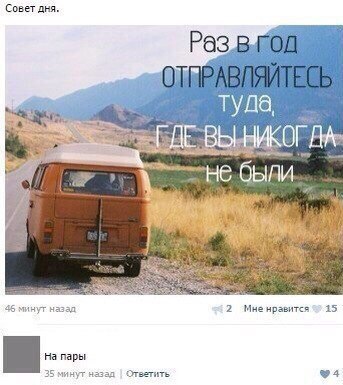 Совет дня.
Раз в год
ОТПРАВЛЯЙТЕСЬ
туда,
ГДЕ ВЫ НИКОГДА
не были
46 минут назад 2 Мне нравится 15
На пары
35 минут назад | Ответить 4